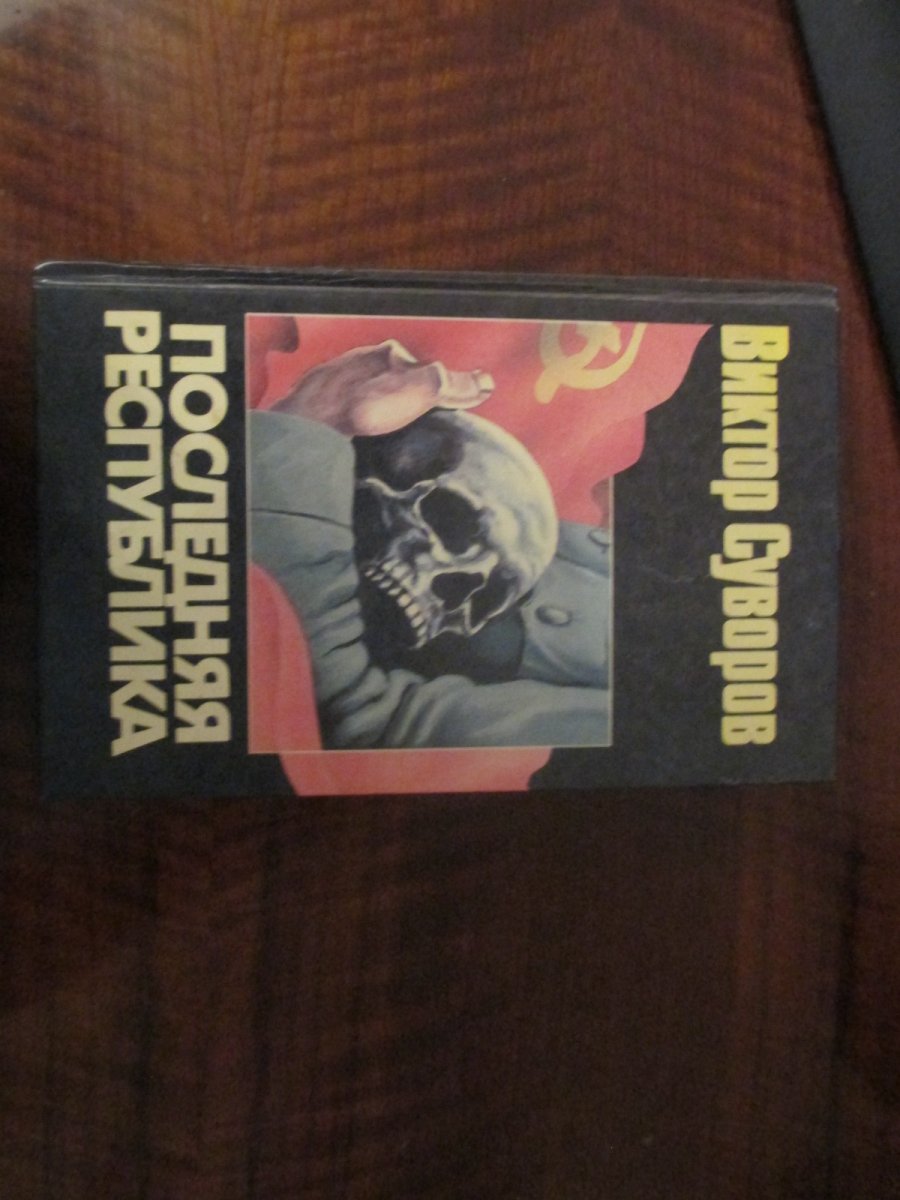 Виктор Суворов
ПОСЛЕДНЯЯ
РЕСПУБЛИКА